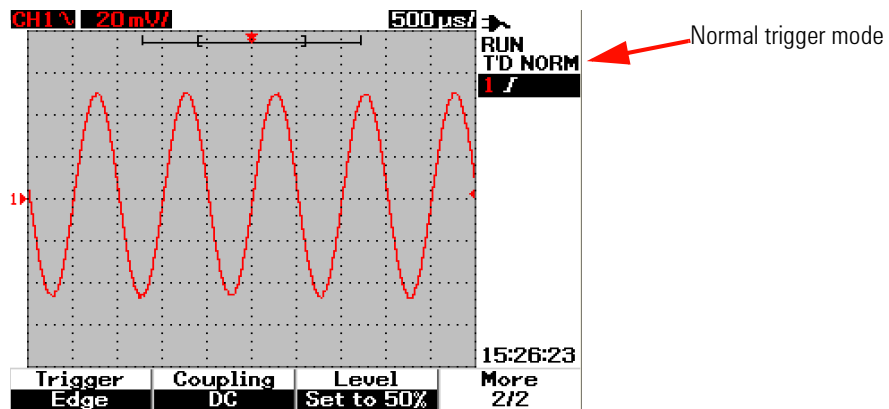 CH1 20 mV/ 500 µs/
RUN
T'D NORM
1
Normal trigger mode
1
15:26:23
Trigger Coupling Level More
Edge DC Set to 50% 2/2